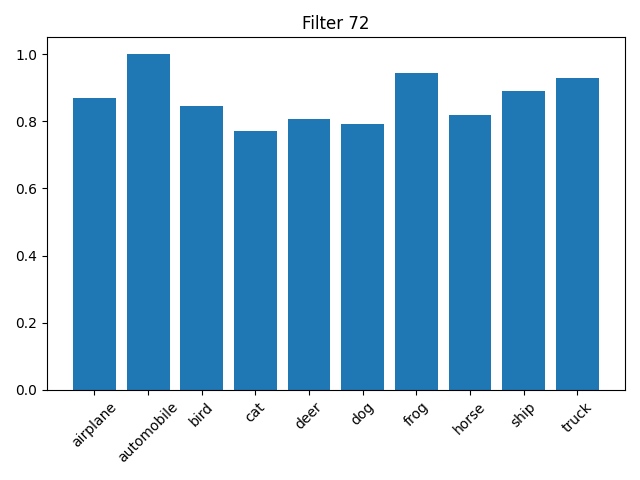 Filter 72
1.0
0.8
0.6
0.4
0.2
0.0
airplane
automobile
bird
cat
deer
dog
frog
horse
ship
truck